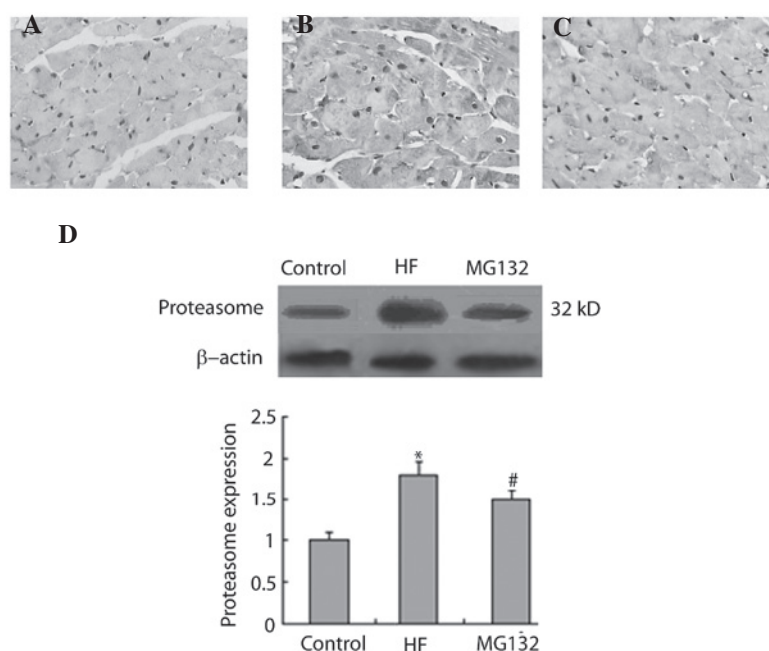 A B C
D
Control HF MG132
Proteasome 32 kD
β–actin
2.5
2
1.5
1
0.5
0
Proteasome expression
*
#
Control HF MG132